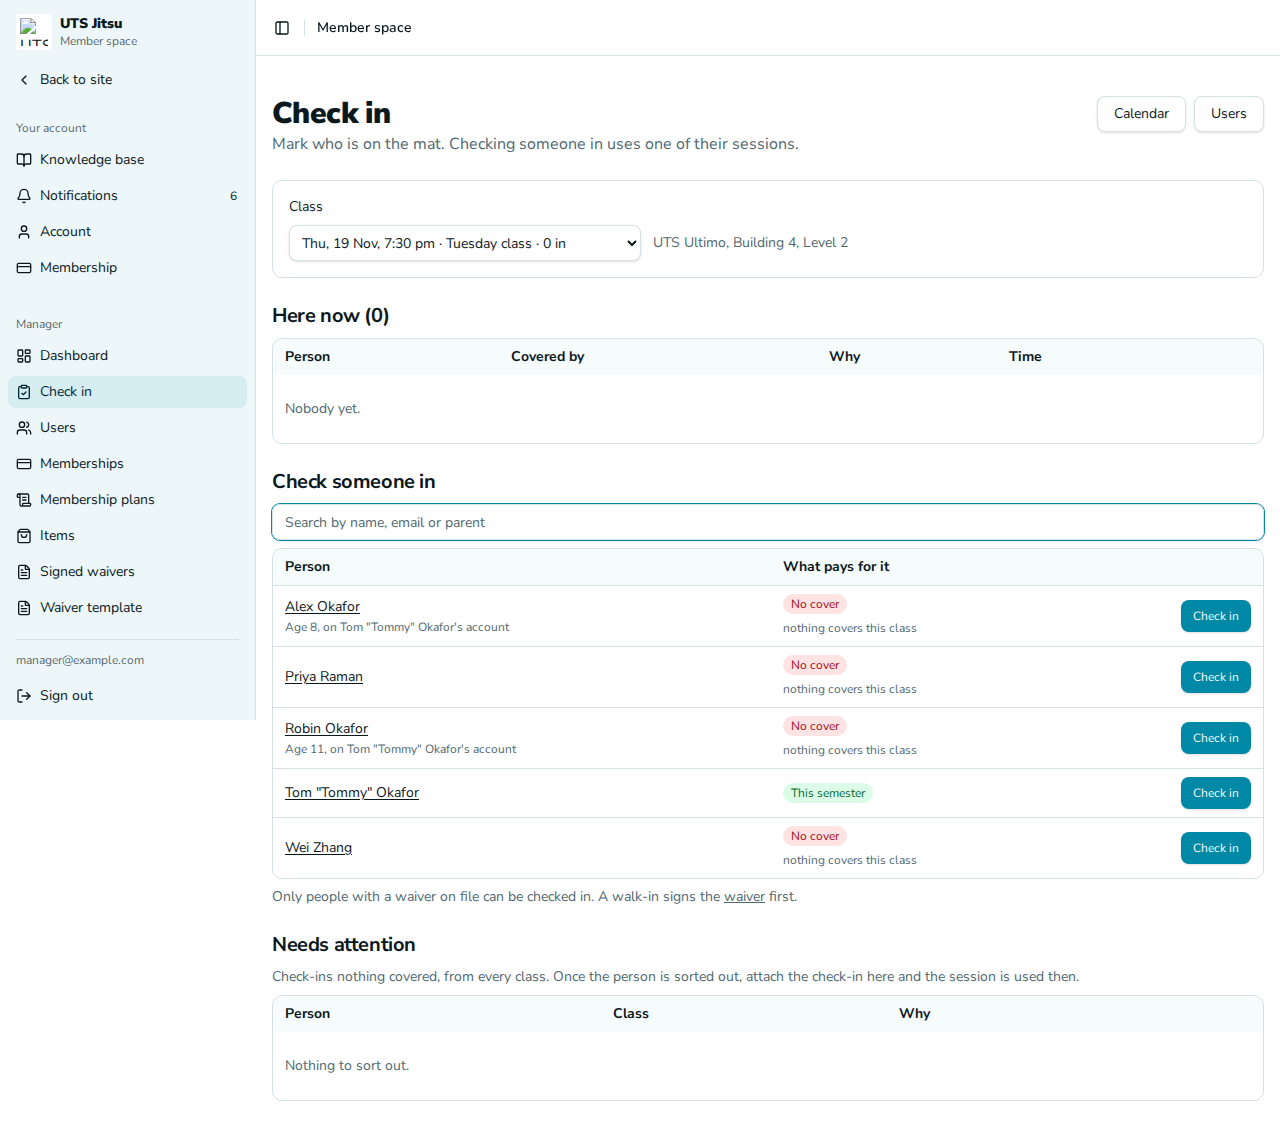 UTS Jitsu
Member space
Back to site
Your account
Knowledge base
Notifications 6
Account
Membership
Manager
Dashboard
Check in
Users
Memberships
Membership plans
Items
Signed waivers
Waiver template
manager@example.com
Sign out
Member space
Check in
Mark who is on the mat. Checking someone in uses one of their sessions.
Calendar Users
Class
Thu, 19 Nov, 7:30 pm · Tuesday class · 0 in UTS Ultimo, Building 4, Level 2
Here now (0)
Person Covered by Why Time
Nobody yet.
Check someone in
Search by name, email or parent
Person What pays for it
Alex Okafor No cover Check in
Age 8, on Tom "Tommy" Okafor's account nothing covers this class
Priya Raman No cover Check in
nothing covers this class
Robin Okafor No cover Check in
Age 11, on Tom "Tommy" Okafor's account nothing covers this class
Tom "Tommy" Okafor This semester Check in
Wei Zhang No cover Check in
nothing covers this class
Only people with a waiver on file can be checked in. A walk-in signs the waiver first.
Needs attention
Check-ins nothing covered, from every class. Once the person is sorted out, attach the check-in here and the session is used then.
Person Class Why
Nothing to sort out.